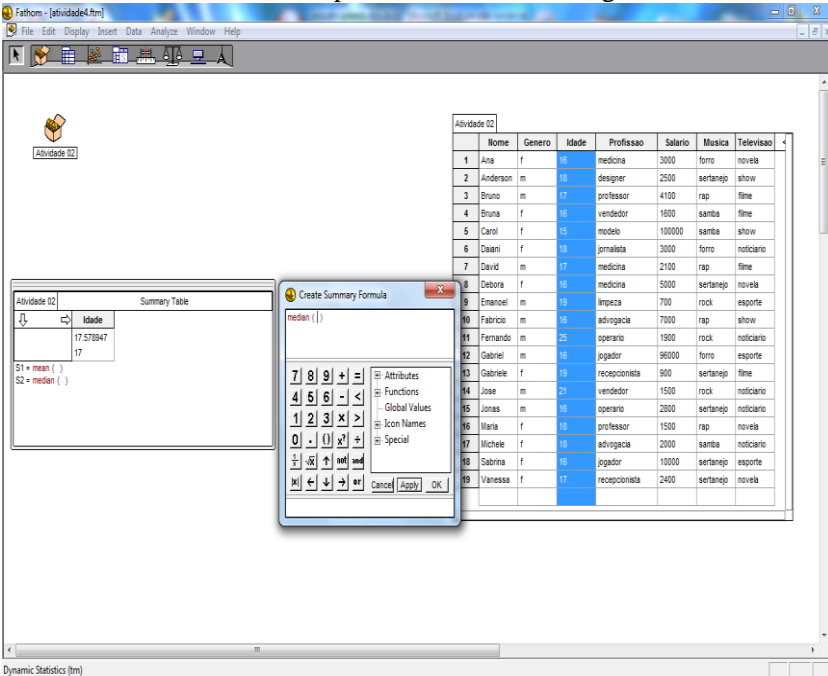 Fathom - [atividade4.ftm]
File Edit Display Insert Data Analyze Window Help
Atividade 02
Atividade 02
Nome Genero Idade Profissao Salario Musica Televisao
1 Ana f 16 medicina 3000 forro novela
2 Anderson m 18 designer 2500 sertanejo show
3 Bruno m 17 professor 4100 rap filme
4 Bruna f 16 vendedor 1600 samba filme
5 Carol f 15 modelo 100000 samba show
6 Daiani f 18 jornalista 3000 forro noticiario
7 David m 17 medicina 2100 rap filme
8 Debora f 16 medicina 5000 sertanejo novela
9 Emanoel m 19 limpeza 700 rock esporte
10 Fabricio m 16 advogacia 7000 rap show
11 Fernando m 25 operario 1900 rock noticiario
12 Gabriel m 16 jogador 96000 forro esporte
13 Gabriele f 19 recepcionista 900 sertanejo filme
14 Jose m 21 vendedor 1500 rock noticiario
15 Jonas m 16 operario 2800 sertanejo noticiario
16 Maria f 18 professor 1500 rap novela
17 Michele f 18 advogacia 2000 samba noticiario
18 Sabrina f 16 jogador 10000 sertanejo esporte
19 Vanessa f 17 recepcionista 2400 sertanejo novela
Atividade 02 Summary Table
Idade
17.578947
17
S1 = mean ( )
S2 = median ( )
Create Summary Formula
median ( )
7 8 9 + =
4 5 6 - <
1 2 3 x >
0 . () x² ÷
1/x √x ↑ not and
|x| ← ↓ → or
Attributes
Functions
Global Values
Icon Names
Special
Cancel Apply OK
Dynamic Statistics (tm)